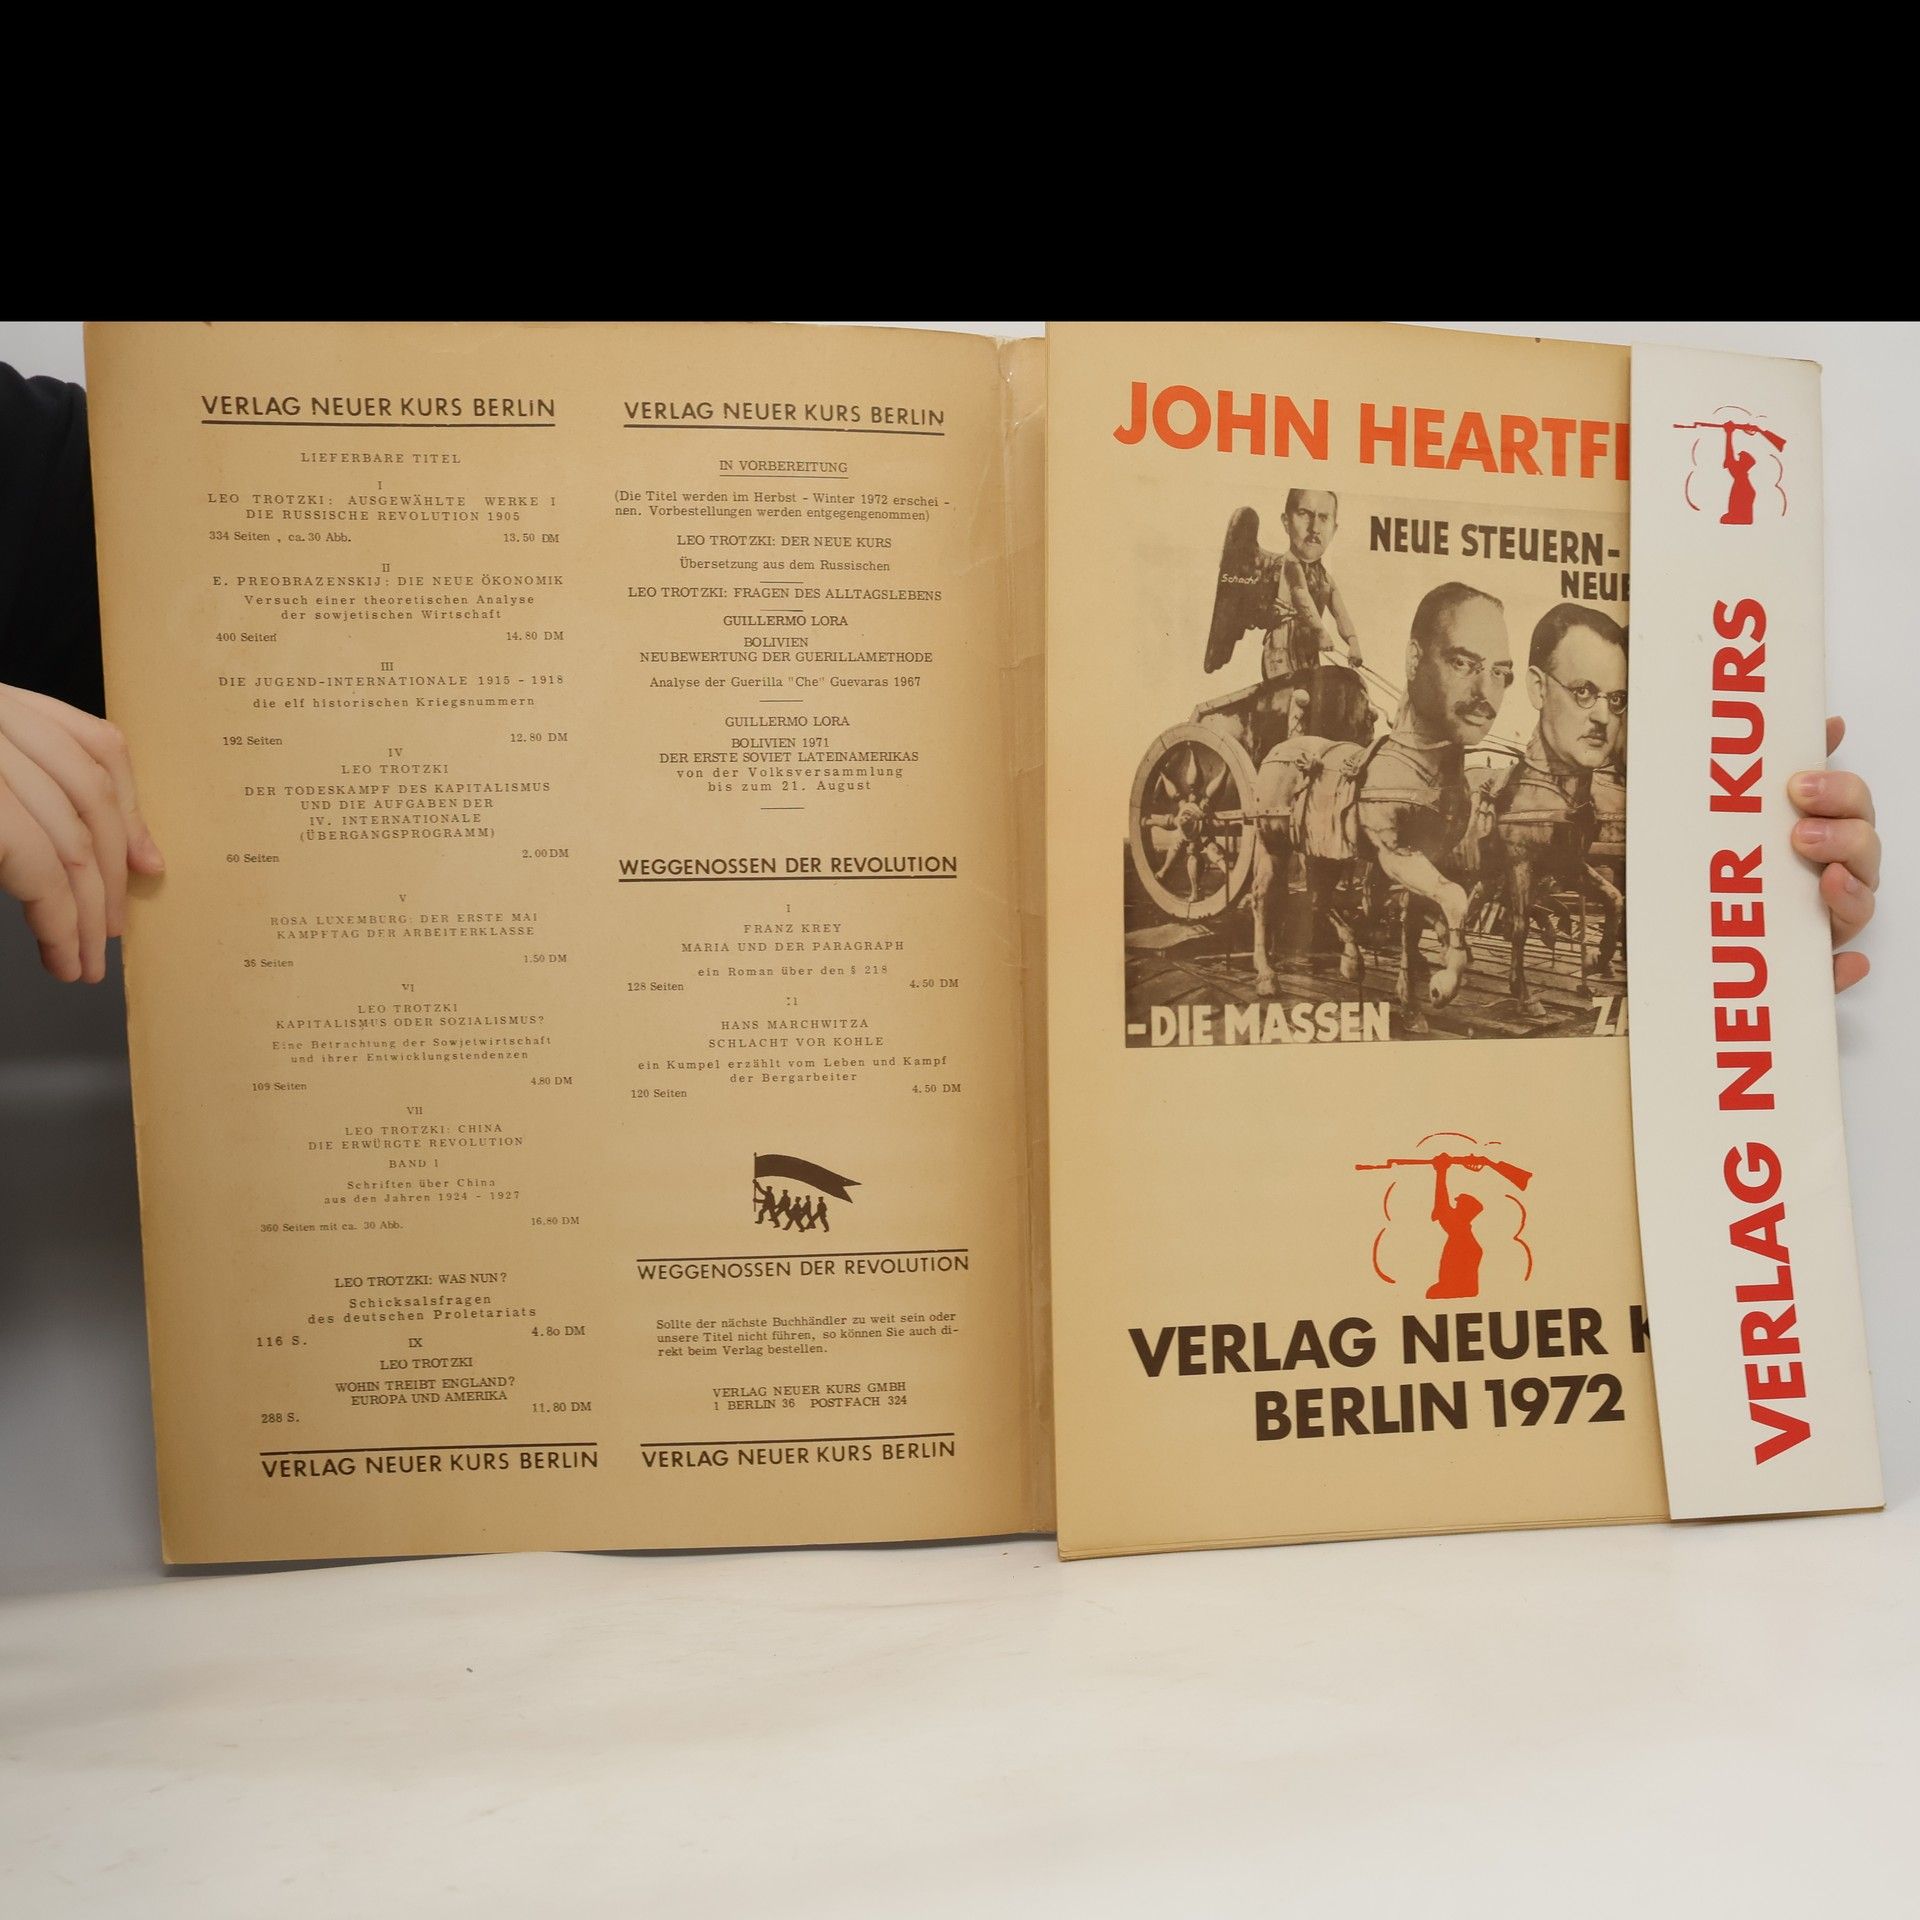 VERLAG NEUER KURS BERLIN
LIEFERBARE TITEL
I
LEO TROTZKI: AUSGEWÄHLTE WERKE I
DIE RUSSISCHE REVOLUTION 1905
334 Seiten , ca. 30 Abb. 13.50 DM
II
E. PREOBRAZENSKIJ: DIE NEUE ÖKONOMIK
Versuch einer theoretischen Analyse
der sowjetischen Wirtschaft
400 Seiten 14.80 DM
III
DIE JUGEND-INTERNATIONALE 1915 - 1918
die elf historischen Kriegsnummern
192 Seiten 12.80 DM
IV
LEO TROTZKI
DER TODESKAMPF DES KAPITALISMUS
UND DIE AUFGABEN DER
IV. INTERNATIONALE
(ÜBERGANGSPROGRAMM)
60 Seiten 2.00 DM
V
ROSA LUXEMBURG: DER ERSTE MAI
KAMPFTAG DER ARBEITERKLASSE
36 Seiten 1.50 DM
VI
LEO TROTZKI
KAPITALISMUS ODER SOZIALISMUS?
Eine Betrachtung der Sowjetwirtschaft
und ihrer Entwicklungstendenzen
109 Seiten 4.80 DM
VII
LEO TROTZKI: CHINA
DIE ERWÜRGTE REVOLUTION
BAND 1
Schriften über China
aus den Jahren 1924 - 1927
360 Seiten mit ca. 30 Abb. 16.80 DM
LEO TROTZKI: WAS NUN?
Schicksalsfragen
des deutschen Proletariats
116 S. 4.80 DM
IX
LEO TROTZKI
WOHIN TREIBT ENGLAND?
EUROPA UND AMERIKA
288 S. 11.80 DM
VERLAG NEUER KURS BERLIN
VERLAG NEUER KURS BERLIN
IN VORBEREITUNG
(Die Titel werden im Herbst - Winter 1972 erschei -
nen. Vorbestellungen werden entgegengenommen)
LEO TROTZKI: DER NEUE KURS
Übersetzung aus dem Russischen
LEO TROTZKI: FRAGEN DES ALLTAGSLEBENS
GUILLERMO LORA
BOLIVIEN
NEUBEWERTUNG DER GUERILLAMETHODE
Analyse der Guerilla "Che" Guevaras 1967
GUILLERMO LORA
BOLIVIEN 1971
DER ERSTE SOVIET LATEINAMERIKAS
von der Volksversammlung
bis zum 21. August
WEGGENOSSEN DER REVOLUTION
I
FRANZ KREY
MARIA UND DER PARAGRAPH
ein Roman über den § 218
128 Seiten 4.50 DM
II
HANS MARCHWITZA
SCHLACHT VOR KOHLE
ein Kumpel erzählt vom Leben und Kampf
der Bergarbeiter
120 Seiten 4.50 DM
WEGGENOSSEN DER REVOLUTION
Sollte der nächste Buchhändler zu weit sein oder
unsere Titel nicht führen, so können Sie auch di-
rekt beim Verlag bestellen.
VERLAG NEUER KURS GMBH
1 BERLIN 36 POSTFACH 324
VERLAG NEUER KURS BERLIN
JOHN HEARTFI
NEUE STEUERN-
NEUE
Schacht
-DIE MASSEN
VERLAG NEUER K
BERLIN 1972
VERLAG NEUER KURS